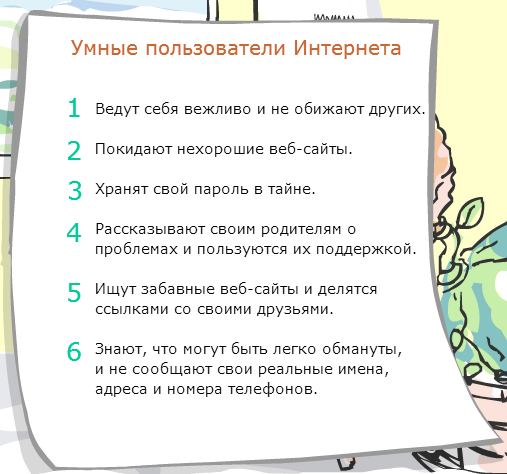 Умные пользователи Интернета
1 Ведут себя вежливо и не обижают других.
2 Покидают нехорошие веб-сайты.
3 Хранят свой пароль в тайне.
4 Рассказывают своим родителям о
проблемах и пользуются их поддержкой.
5 Ищут забавные веб-сайты и делятся
ссылками со своими друзьями.
6 Знают, что могут быть легко обмануты,
и не сообщают свои реальные имена,
адреса и номера телефонов.